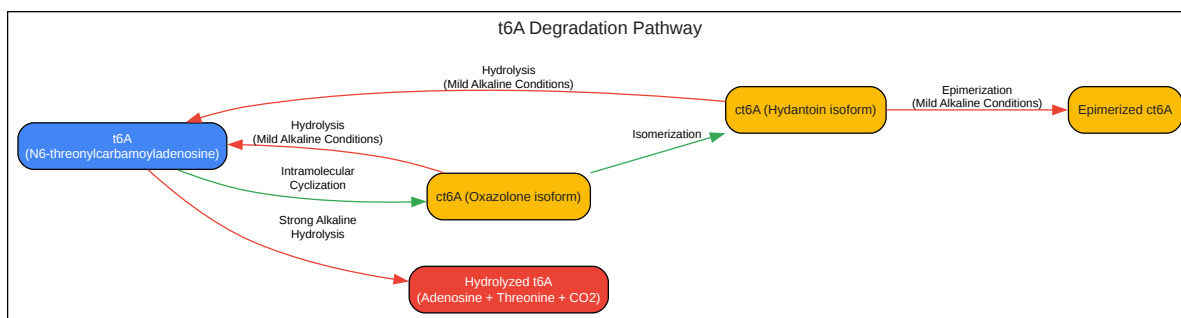 t6A Degradation Pathway
Hydrolysis
(Mild Alkaline Conditions)
ct6A (Hydantoin isoform)
Epimerization
(Mild Alkaline Conditions)
Epimerized ct6A
t6A
(N6-threonylcarbamoyladenosine)
Hydrolysis
(Mild Alkaline Conditions)
Isomerization
Intramolecular
Cyclization
ct6A (Oxazolone isoform)
Strong Alkaline
Hydrolysis
Hydrolyzed t6A
(Adenosine + Threonine + CO2)